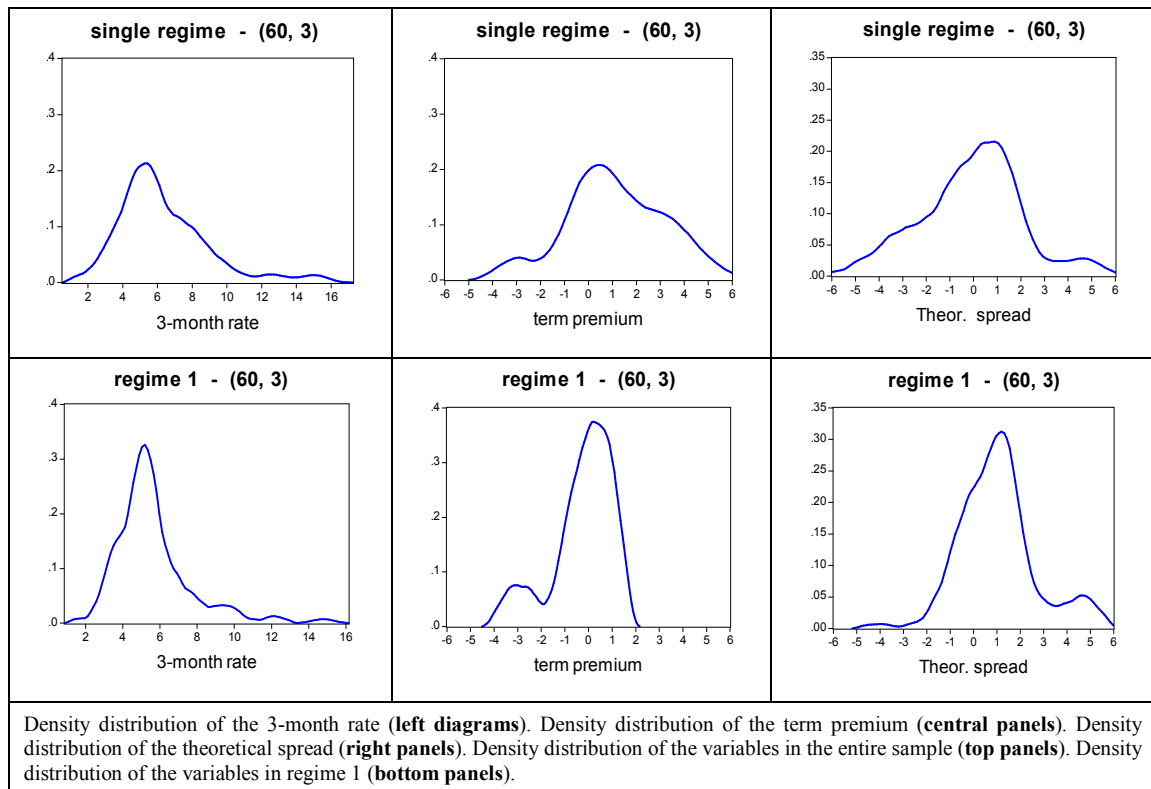 single regime - (60, 3)
.4
.3
.2
.1
.0
2 4 6 8 10 12 14 16
3-month rate
single regime - (60, 3)
.4
.3
.2
.1
.0
-6 -5 -4 -3 -2 -1 0 1 2 3 4 5 6
term premium
single regime - (60, 3)
.35
.30
.25
.20
.15
.10
.05
.00
-6 -5 -4 -3 -2 -1 0 1 2 3 4 5 6
Theor. spread
regime 1 - (60, 3)
.4
.3
.2
.1
.0
2 4 6 8 10 12 14 16
3-month rate
regime 1 - (60, 3)
.4
.3
.2
.1
.0
-6 -5 -4 -3 -2 -1 0 1 2 3 4 5 6
term premium
regime 1 - (60, 3)
.35
.30
.25
.20
.15
.10
.05
.00
-6 -5 -4 -3 -2 -1 0 1 2 3 4 5 6
Theor. spread
Density distribution of the 3-month rate (left diagrams). Density distribution of the term premium (central panels). Density
distribution of the theoretical spread (right panels). Density distribution of the variables in the entire sample (top panels). Density
distribution of the variables in regime 1 (bottom panels).